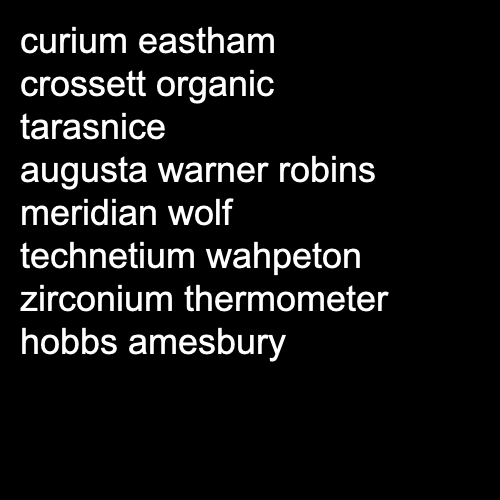 curium eastham
crossett organic
tarasnice
augusta warner robins
meridian wolf
technetium wahpeton
zirconium thermometer
hobbs amesbury